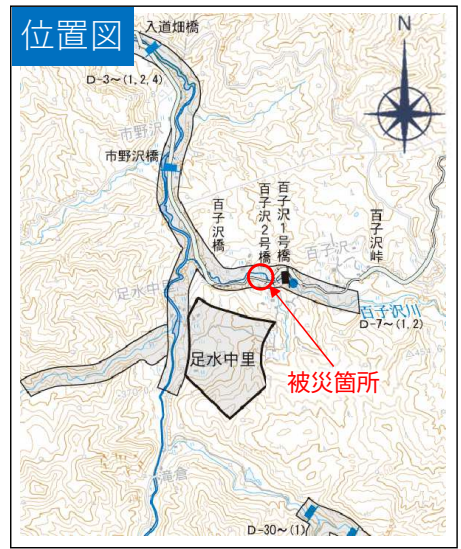 位置図
入道畑橋
N
D-3～(1,2,4)
市野沢
市野沢橋
百子沢橋
百子沢2号橋
百子沢1号橋
百子沢
百子沢峠
足水中里
百子沢川
D-7～(1,2)
足水中里
被災箇所
滝倉
D-30～(1)